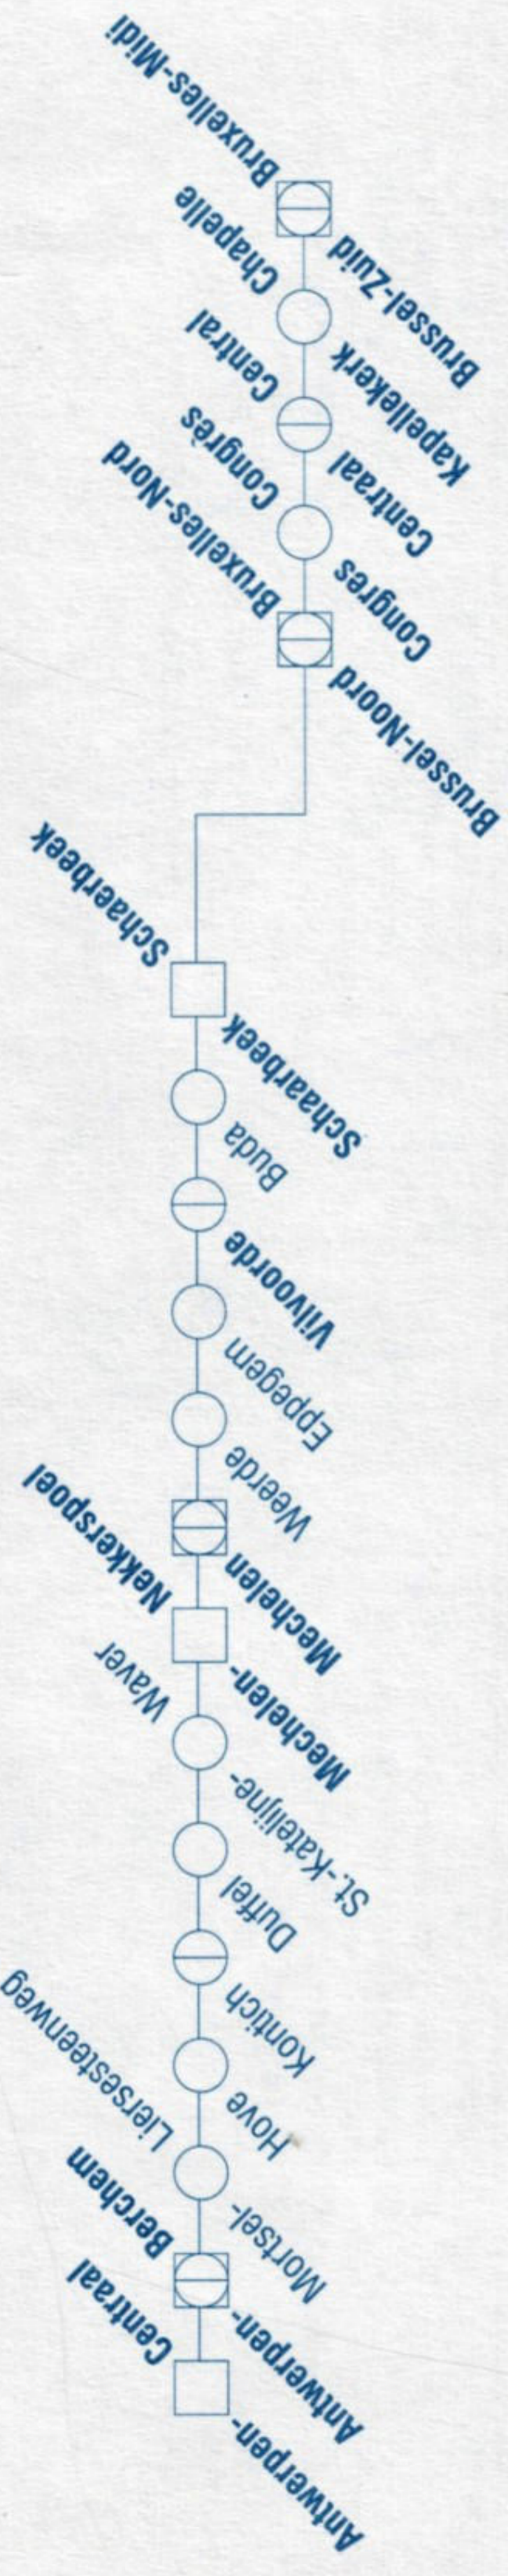 Antwerpen-
Centraal
Antwerpen-
Berchem
Mortsel-
Liersesteenweg
Hove
Kontich
Duffel
St.-Katelijne-
Waver
Mechelen-
Nekkerspoel
Mechelen
Weerde
Eppegem
Vilvoorde
Buda
Schaarbeek
Schaerbeek
Brussel-Noord
Bruxelles-Nord
Congres
Congrès
Centraal
Central
Kapellekerk
Chapelle
Brussel-Zuid
Bruxelles-Midi